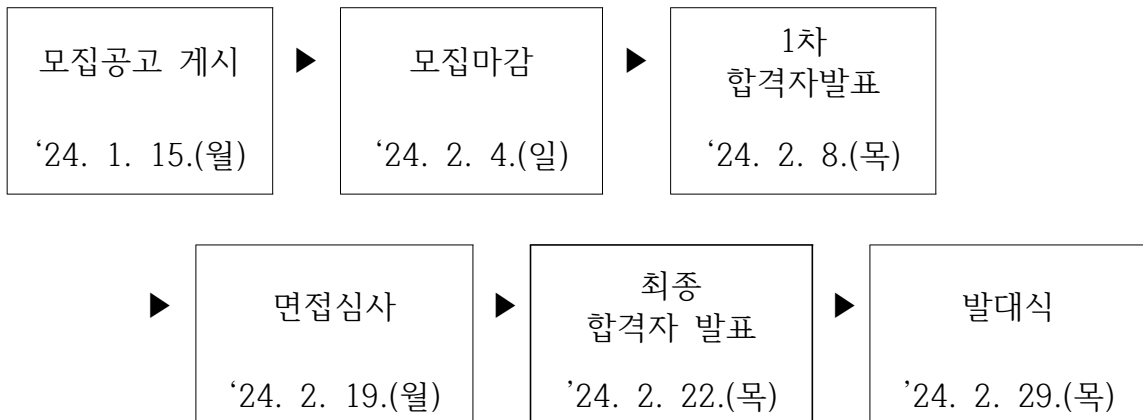 모집공고 게시
▶
모집마감
▶
1차
합격자발표
‘24. 1. 15.(월)
‘24. 2. 4.(일)
‘24. 2. 8.(목)
▶
면접심사
▶
최종
합격자 발표
▶
발대식
‘24. 2. 19.(월)
’24. 2. 22.(목)
’24. 2. 29.(목)